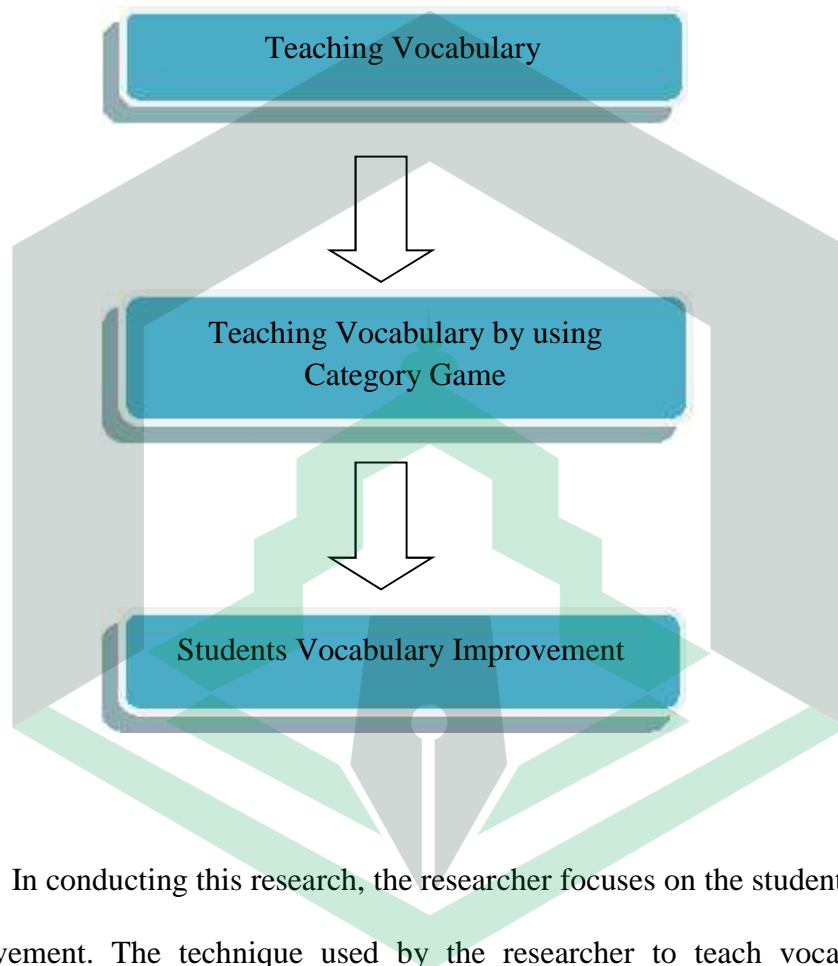 Teaching Vocabulary
Teaching Vocabulary by using
Category Game
Students Vocabulary Improvement
In conducting this research, the researcher focuses on the student
vement. The technique used by the researcher to teach voca